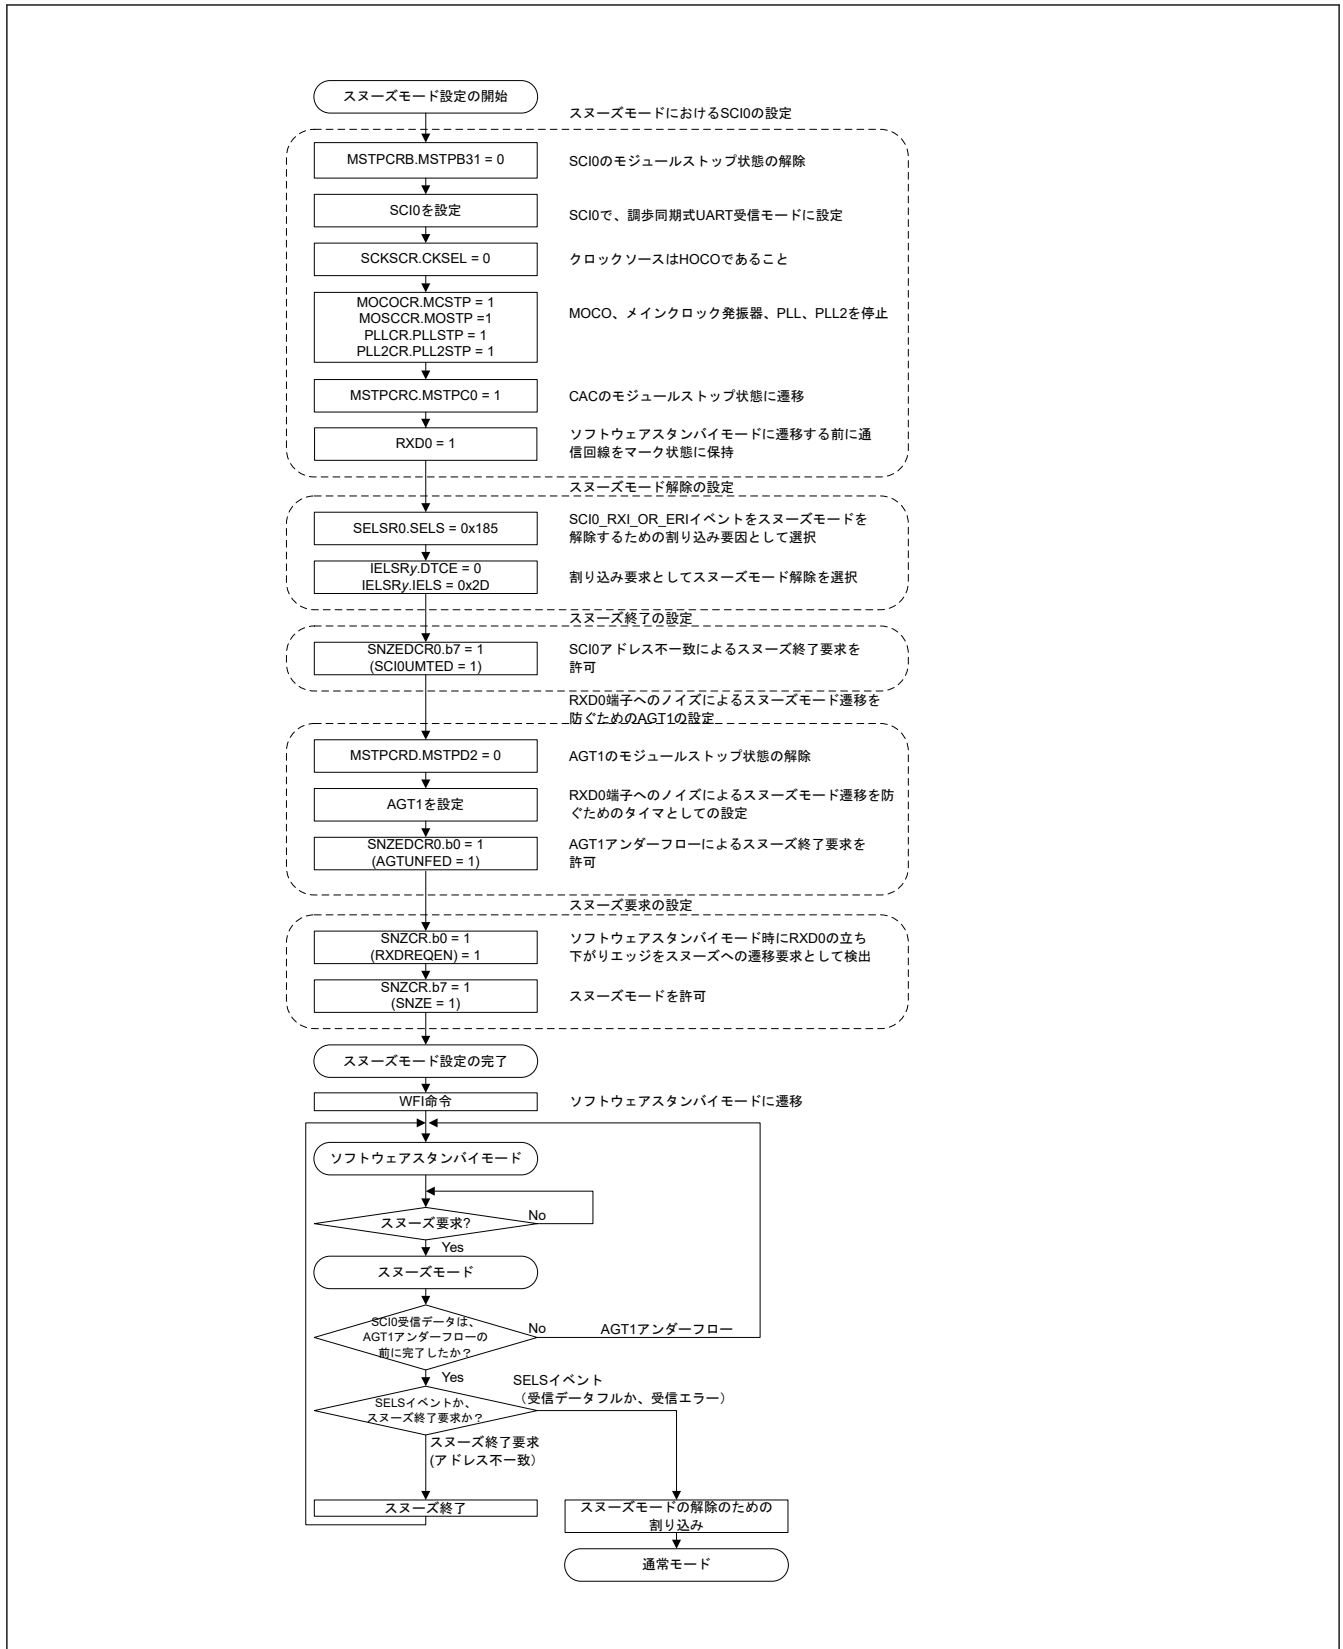 スヌーズモード設定の開始
スヌーズモードにおけるSCI0の設定
MSTPCRB.MSTPB31 = 0
SCI0のモジュールストップ状態の解除
SCI0を設定
SCI0で、調歩同期式UART受信モードに設定
SCKSCR.CKSEL = 0
クロックソースはHOCOであること
MOCOCR.MCSTP = 1
MOSCCR.MOSTP =1
PLLCR.PLLSTP = 1
PLL2CR.PLL2STP = 1
MOCO、メインクロック発振器、PLL、PLL2を停止
MSTPCRC.MSTPC0 = 1
CACのモジュールストップ状態に遷移
RXD0 = 1
ソフトウェアスタンバイモードに遷移する前に通
信回線をマーク状態に保持
スヌーズモード解除の設定
SELSR0.SELS = 0x185
SCI0_RXI_OR_ERIイベントをスヌーズモードを
解除するための割り込み要因として選択
IELSRy.DTCE = 0
IELSRy.IELS = 0x2D
割り込み要求としてスヌーズモード解除を選択
スヌーズ終了の設定
SNZEDCR0.b7 = 1
(SCI0UMTED = 1)
SCI0アドレス不一致によるスヌーズ終了要求を
許可
RXD0端子へのノイズによるスヌーズモード遷移を
防ぐためのAGT1の設定
MSTPCRD.MSTPD2 = 0
AGT1のモジュールストップ状態の解除
AGT1を設定
RXD0端子へのノイズによるスヌーズモード遷移を防
ぐためのタイマとしての設定
SNZEDCR0.b0 = 1
(AGTUNFED = 1)
AGT1アンダーフローによるスヌーズ終了要求を
許可
スヌーズ要求の設定
SNZCR.b0 = 1
(RXDREQEN) = 1
ソフトウェアスタンバイモード時にRXD0の立ち
下がりエッジをスヌーズへの遷移要求として検出
SNZCR.b7 = 1
(SNZE = 1)
スヌーズモードを許可
スヌーズモード設定の完了
WFI命令
ソフトウェアスタンバイモードに遷移
ソフトウェアスタンバイモード
スヌーズ要求?
No
Yes
スヌーズモード
SCI0受信データは、
AGT1アンダーフローの
前に完了したか？
No
AGT1アンダーフロー
Yes
SELSイベント
（受信データフルか、受信エラー）
SELSイベントか、
スヌーズ終了要求か？
スヌーズ終了要求
(アドレス不一致）
スヌーズ終了
スヌーズモードの解除のための
割り込み
通常モード